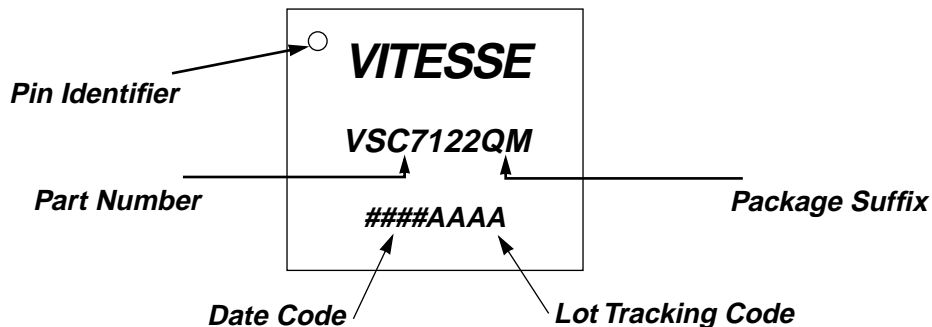 VITESSE
Pin Identifier
VSC7122QM
Part Number
Package Suffix
####AAAA
Date Code
Lot Tracking Code